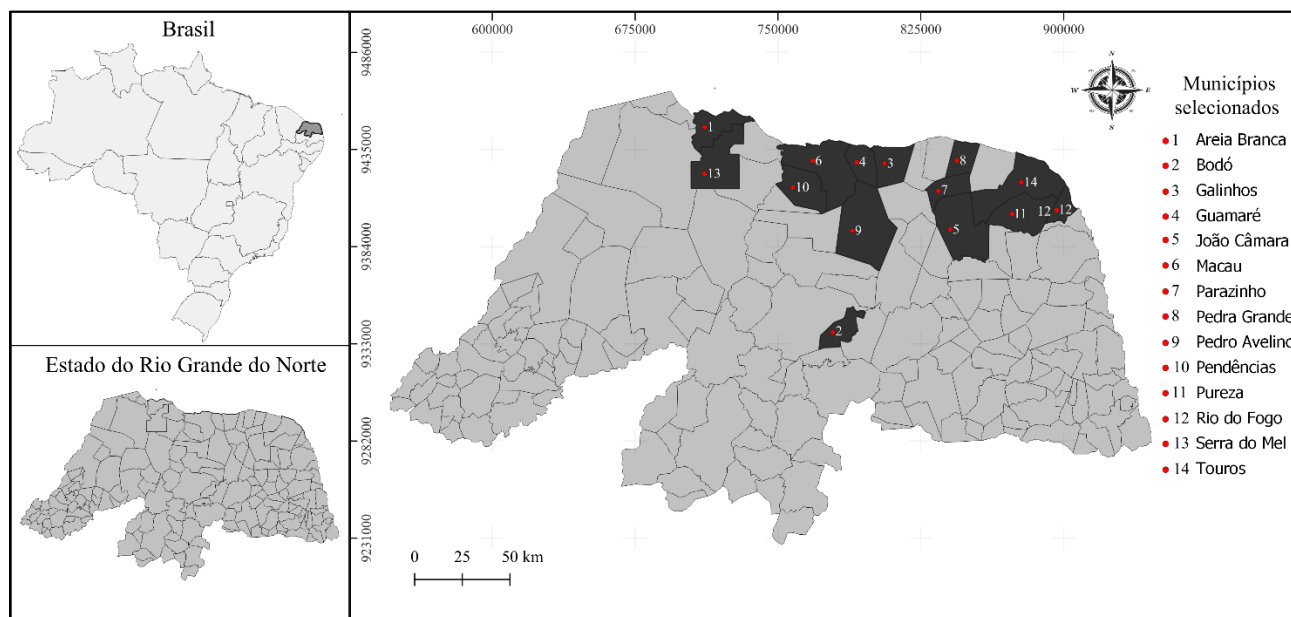 Brasil
Estado do Rio Grande do Norte
600000
675000
750000
825000
900000
9486000
9435000
9384000
9333000
9282000
9231000
N
W
E
S
1
13
6
4
3
8
14
10
7
11
12
12
9
5
2
0
25
50 km
Municípios
selecionados
1 Areia Branca
2 Bodó
3 Galinhos
4 Guamaré
5 João Câmara
6 Macau
7 Parazinho
8 Pedra Grande
9 Pedro Avelino
10 Pendências
11 Pureza
12 Rio do Fogo
13 Serra do Mel
14 Touros